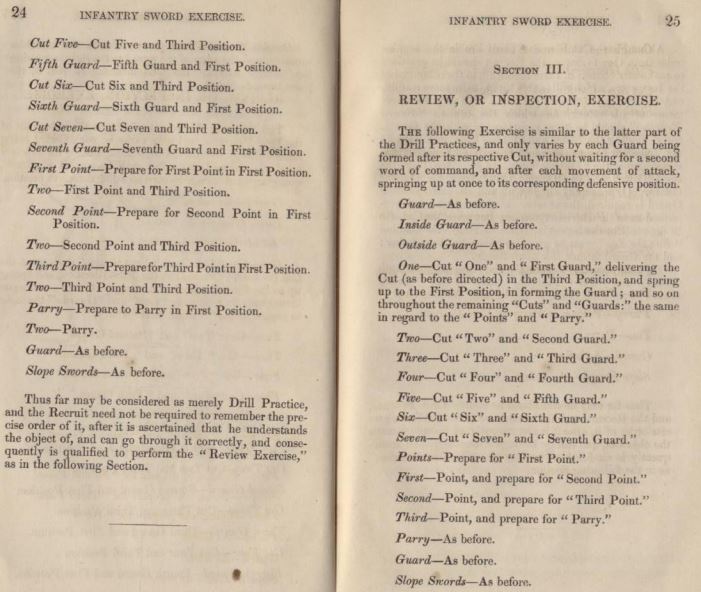 24
INFANTRY SWORD EXERCISE.
Cut Five—Cut Five and Third Position.
Fifth Guard—Fifth Guard and First Position.
Cut Six—Cut Six and Third Position.
Sixth Guard—Sixth Guard and First Position.
Cut Seven—Cut Seven and Third Position.
Seventh Guard—Seventh Guard and First Position.
First Point—Prepare for First Point in First Position.
Two—First Point and Third Position.
Second Point—Prepare for Second Point in First
Position.
Two—Second Point and Third Position.
Third Point—Prepare for Third Point in First Position.
Two—Third Point and Third Position.
Parry—Prepare to Parry in First Position.
Two—Parry.
Guard—As before.
Slope Swords—As before.
Thus far may be considered as merely Drill Practice,
and the Recruit need not be required to remember the pre-
cise order of it, after it is ascertained that he understands
the object of, and can go through it correctly, and conse-
quently is qualified to perform the “Review Exercise,”
as in the following Section.
INFANTRY SWORD EXERCISE.
25
SECTION III.
REVIEW, OR INSPECTION, EXERCISE.
THE following Exercise is similar to the latter part of
the Drill Practices, and only varies by each Guard being
formed after its respective Cut, without waiting for a second
word of command, and after each movement of attack,
springing up at once to its corresponding defensive position.
Guard—As before.
Inside Guard—As before.
Outside Guard—As before.
One—Cut “One” and “First Guard,” delivering the
Cut (as before directed) in the Third Position, and spring
up to the First Position, in forming the Guard; and so on
throughout the remaining “Cuts” and “Guards:” the same
in regard to the “Points” and “Parry.”
Two—Cut “Two” and “Second Guard.”
Three—Cut “Three” and “Third Guard.”
Four—Cut “Four” and “Fourth Guard.”
Five—Cut “Five” and “Fifth Guard.”
Six—Cut “Six” and “Sixth Guard.”
Seven—Cut “Seven” and “Seventh Guard.”
Points—Prepare for “First Point.”
First—Point, and prepare for “Second Point.”
Second—Point, and prepare for “Third Point.”
Third—Point, and prepare for “Parry.”
Parry—As before.
Guard—As before.
Slope Swords—As before.